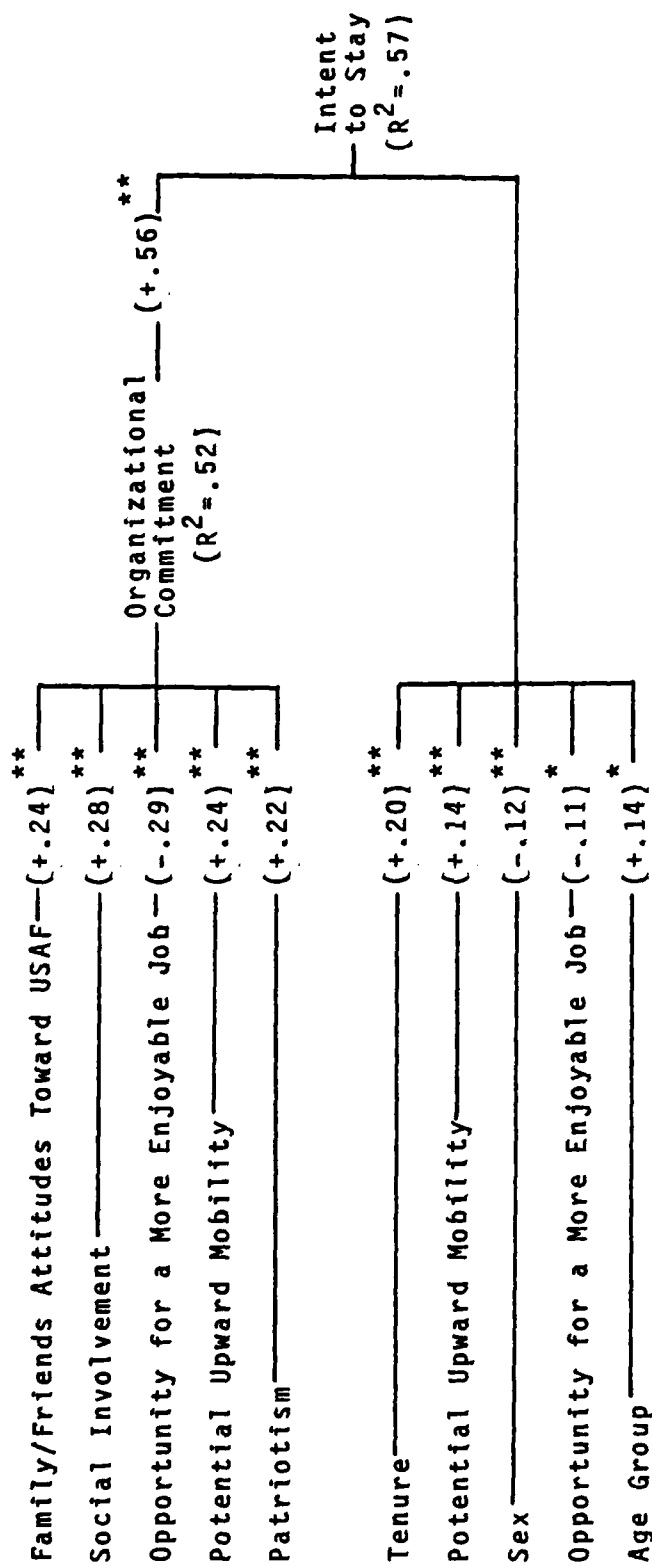 Family/Friends Attitudes Toward USAF (+.24)**
Social Involvement (+.28)**
Opportunity for a More Enjoyable Job (-.29)**
Potential Upward Mobility (+.24)**
Patriotism (+.22)**
Organizational
Commitment
(R²=.52)
(+.56)**
Tenure (+.20)**
Potential Upward Mobility (+.14)**
Sex (-.12)**
Opportunity for a More Enjoyable Job (-.11)*
Age Group (+.14)*
Intent
to Stay
(R²=.57)